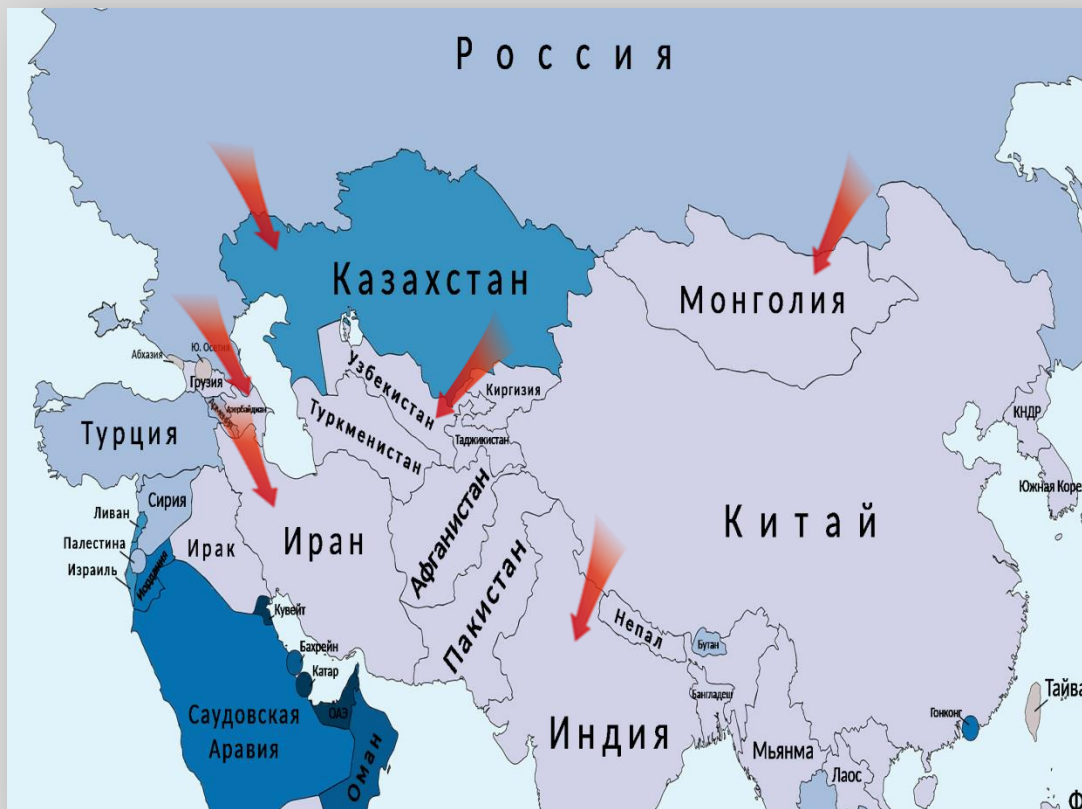 Россия
Казахстан
Монголия
Абхазия
Ю. Осетия
Грузия
Азербайджан
Узбекистан
Киргизия
Туркменистан
Таджикистан
Турция
КНДР
Южная Коре
Сирия
Ливан
Палестина
Израиль
Иордания
Ирак
Иран
Афганистан
Пакистан
Китай
Кувейт
Бахрейн
Катар
ОАЭ
Саудовская
Аравия
Оман
Непал
Бутан
Бангладеш
Индия
Мьянма
Лаос
Гонконг
Тайва
Ф